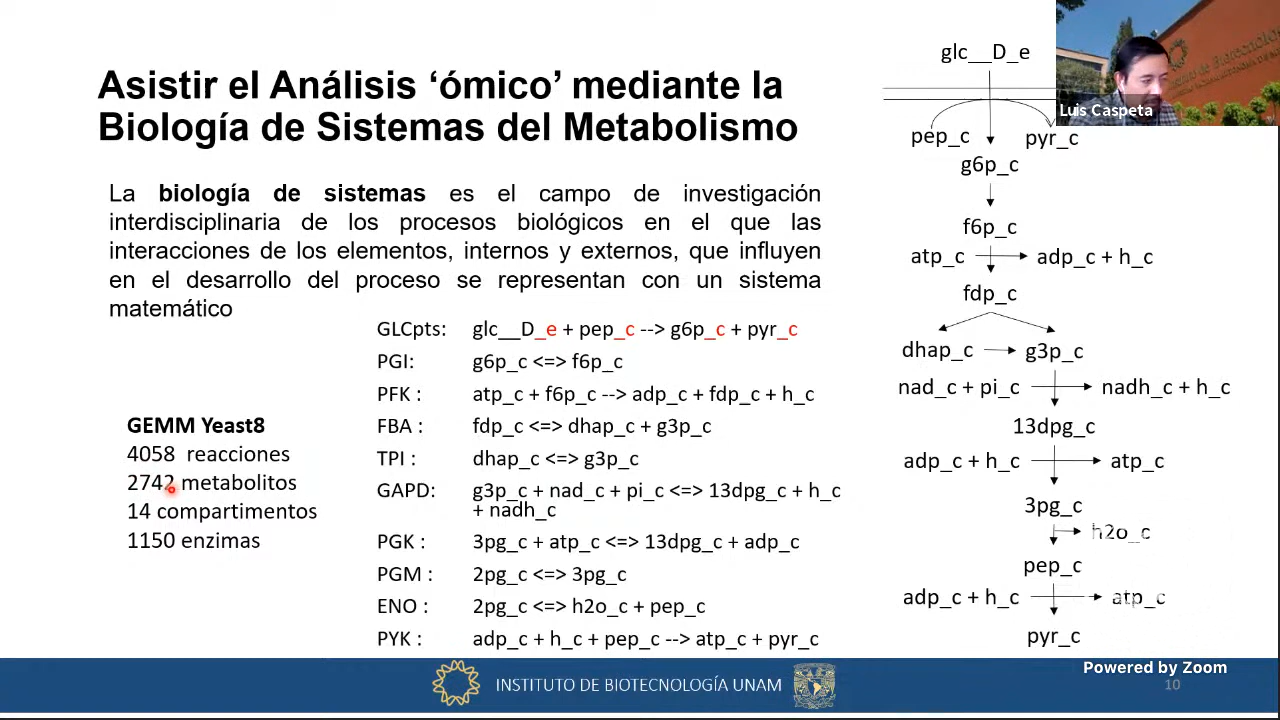 Asistir el Análisis ‘ómico’ mediante la
Biología de Sistemas del Metabolismo
La biología de sistemas es el campo de investigación
interdisciplinaria de los procesos biológicos en el que las
interacciones de los elementos, internos y externos, que influyen
en el desarrollo del proceso se representan con un sistema
matemático
GEMM Yeast8
4058 reacciones
2742 metabolitos
14 compartimentos
1150 enzimas
GLCpts: glc__D_e + pep_c --> g6p_c + pyr_c
PGI: g6p_c <=> f6p_c
PFK : atp_c + f6p_c --> adp_c + fdp_c + h_c
FBA : fdp_c <=> dhap_c + g3p_c
TPI : dhap_c <=> g3p_c
GAPD: g3p_c + nad_c + pi_c <=> 13dpg_c + h_c
+ nadh_c
PGK : 3pg_c + atp_c <=> 13dpg_c + adp_c
PGM : 2pg_c <=> 3pg_c
ENO : 2pg_c <=> h2o_c + pep_c
PYK : adp_c + h_c + pep_c --> atp_c + pyr_c
glc__D_e
pep_c pyr_c
g6p_c
f6p_c
atp_c adp_c + h_c
fdp_c
dhap_c g3p_c
nad_c + pi_c nadh_c + h_c
13dpg_c
adp_c + h_c atp_c
3pg_c
h2o_c
pep_c
adp_c + h_c atp_c
pyr_c
Luis Caspeta
INSTITUTO DE BIOTECNOLOGÍA UNAM
Powered by Zoom
10